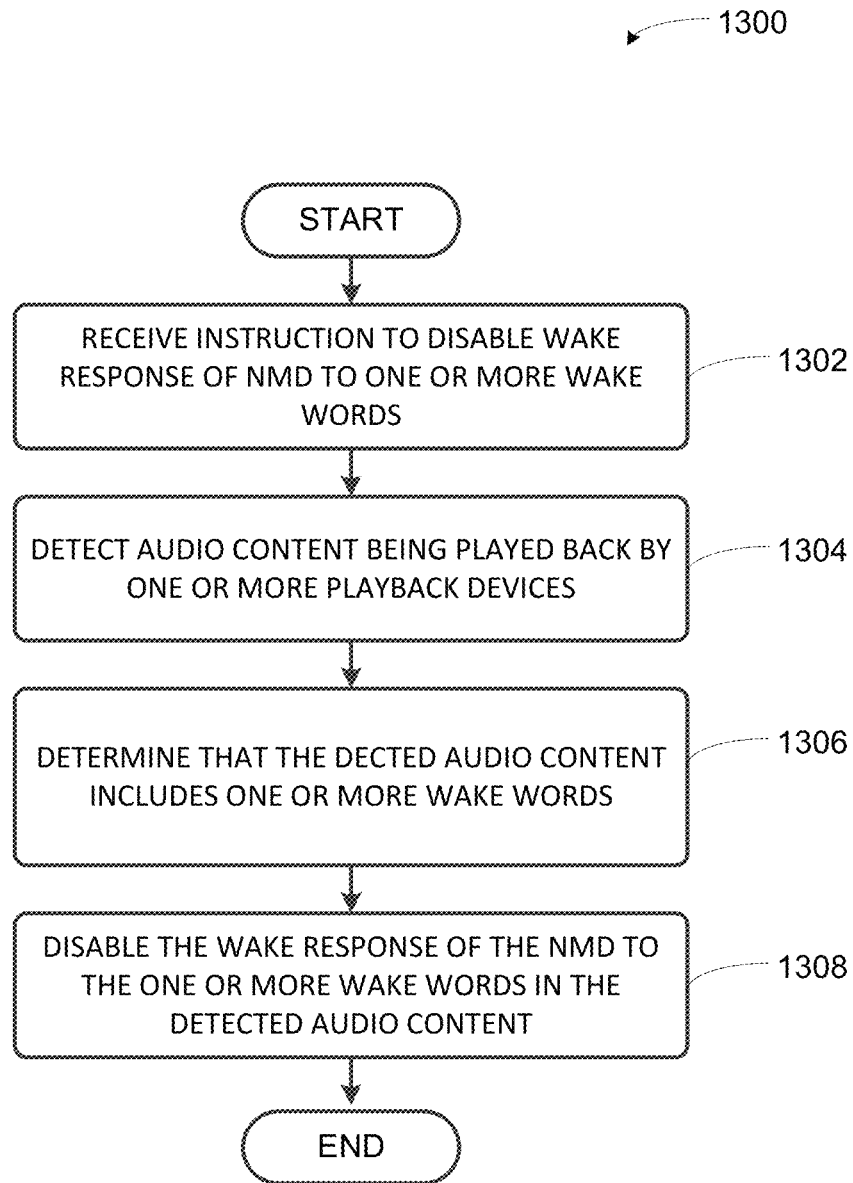 1300
START
RECEIVE INSTRUCTION TO DISABLE WAKE
RESPONSE OF NMD TO ONE OR MORE WAKE
WORDS
1302
DETECT AUDIO CONTENT BEING PLAYED BACK BY
ONE OR MORE PLAYBACK DEVICES
1304
DETERMINE THAT THE DECTED AUDIO CONTENT
INCLUDES ONE OR MORE WAKE WORDS
1306
DISABLE THE WAKE RESPONSE OF THE NMD TO
THE ONE OR MORE WAKE WORDS IN THE
DETECTED AUDIO CONTENT
1308
END